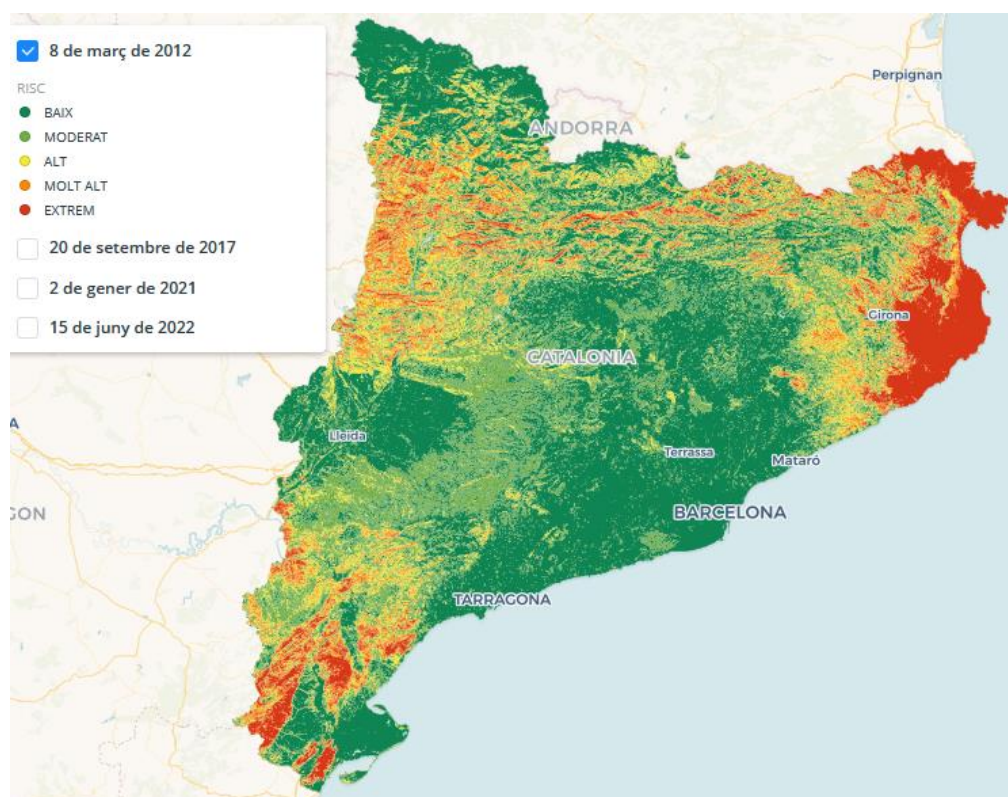 8 de març de 2012
RISC
BAIX
MODERAT
ALT
MOLT ALT
EXTREM
20 de setembre de 2017
2 de gener de 2021
15 de juny de 2022
Perpignan
ANDORRA
Girona
CATALONIA
A
Lleida
Terrassa
Mataró
GON
BARCELONA
TARRAGONA